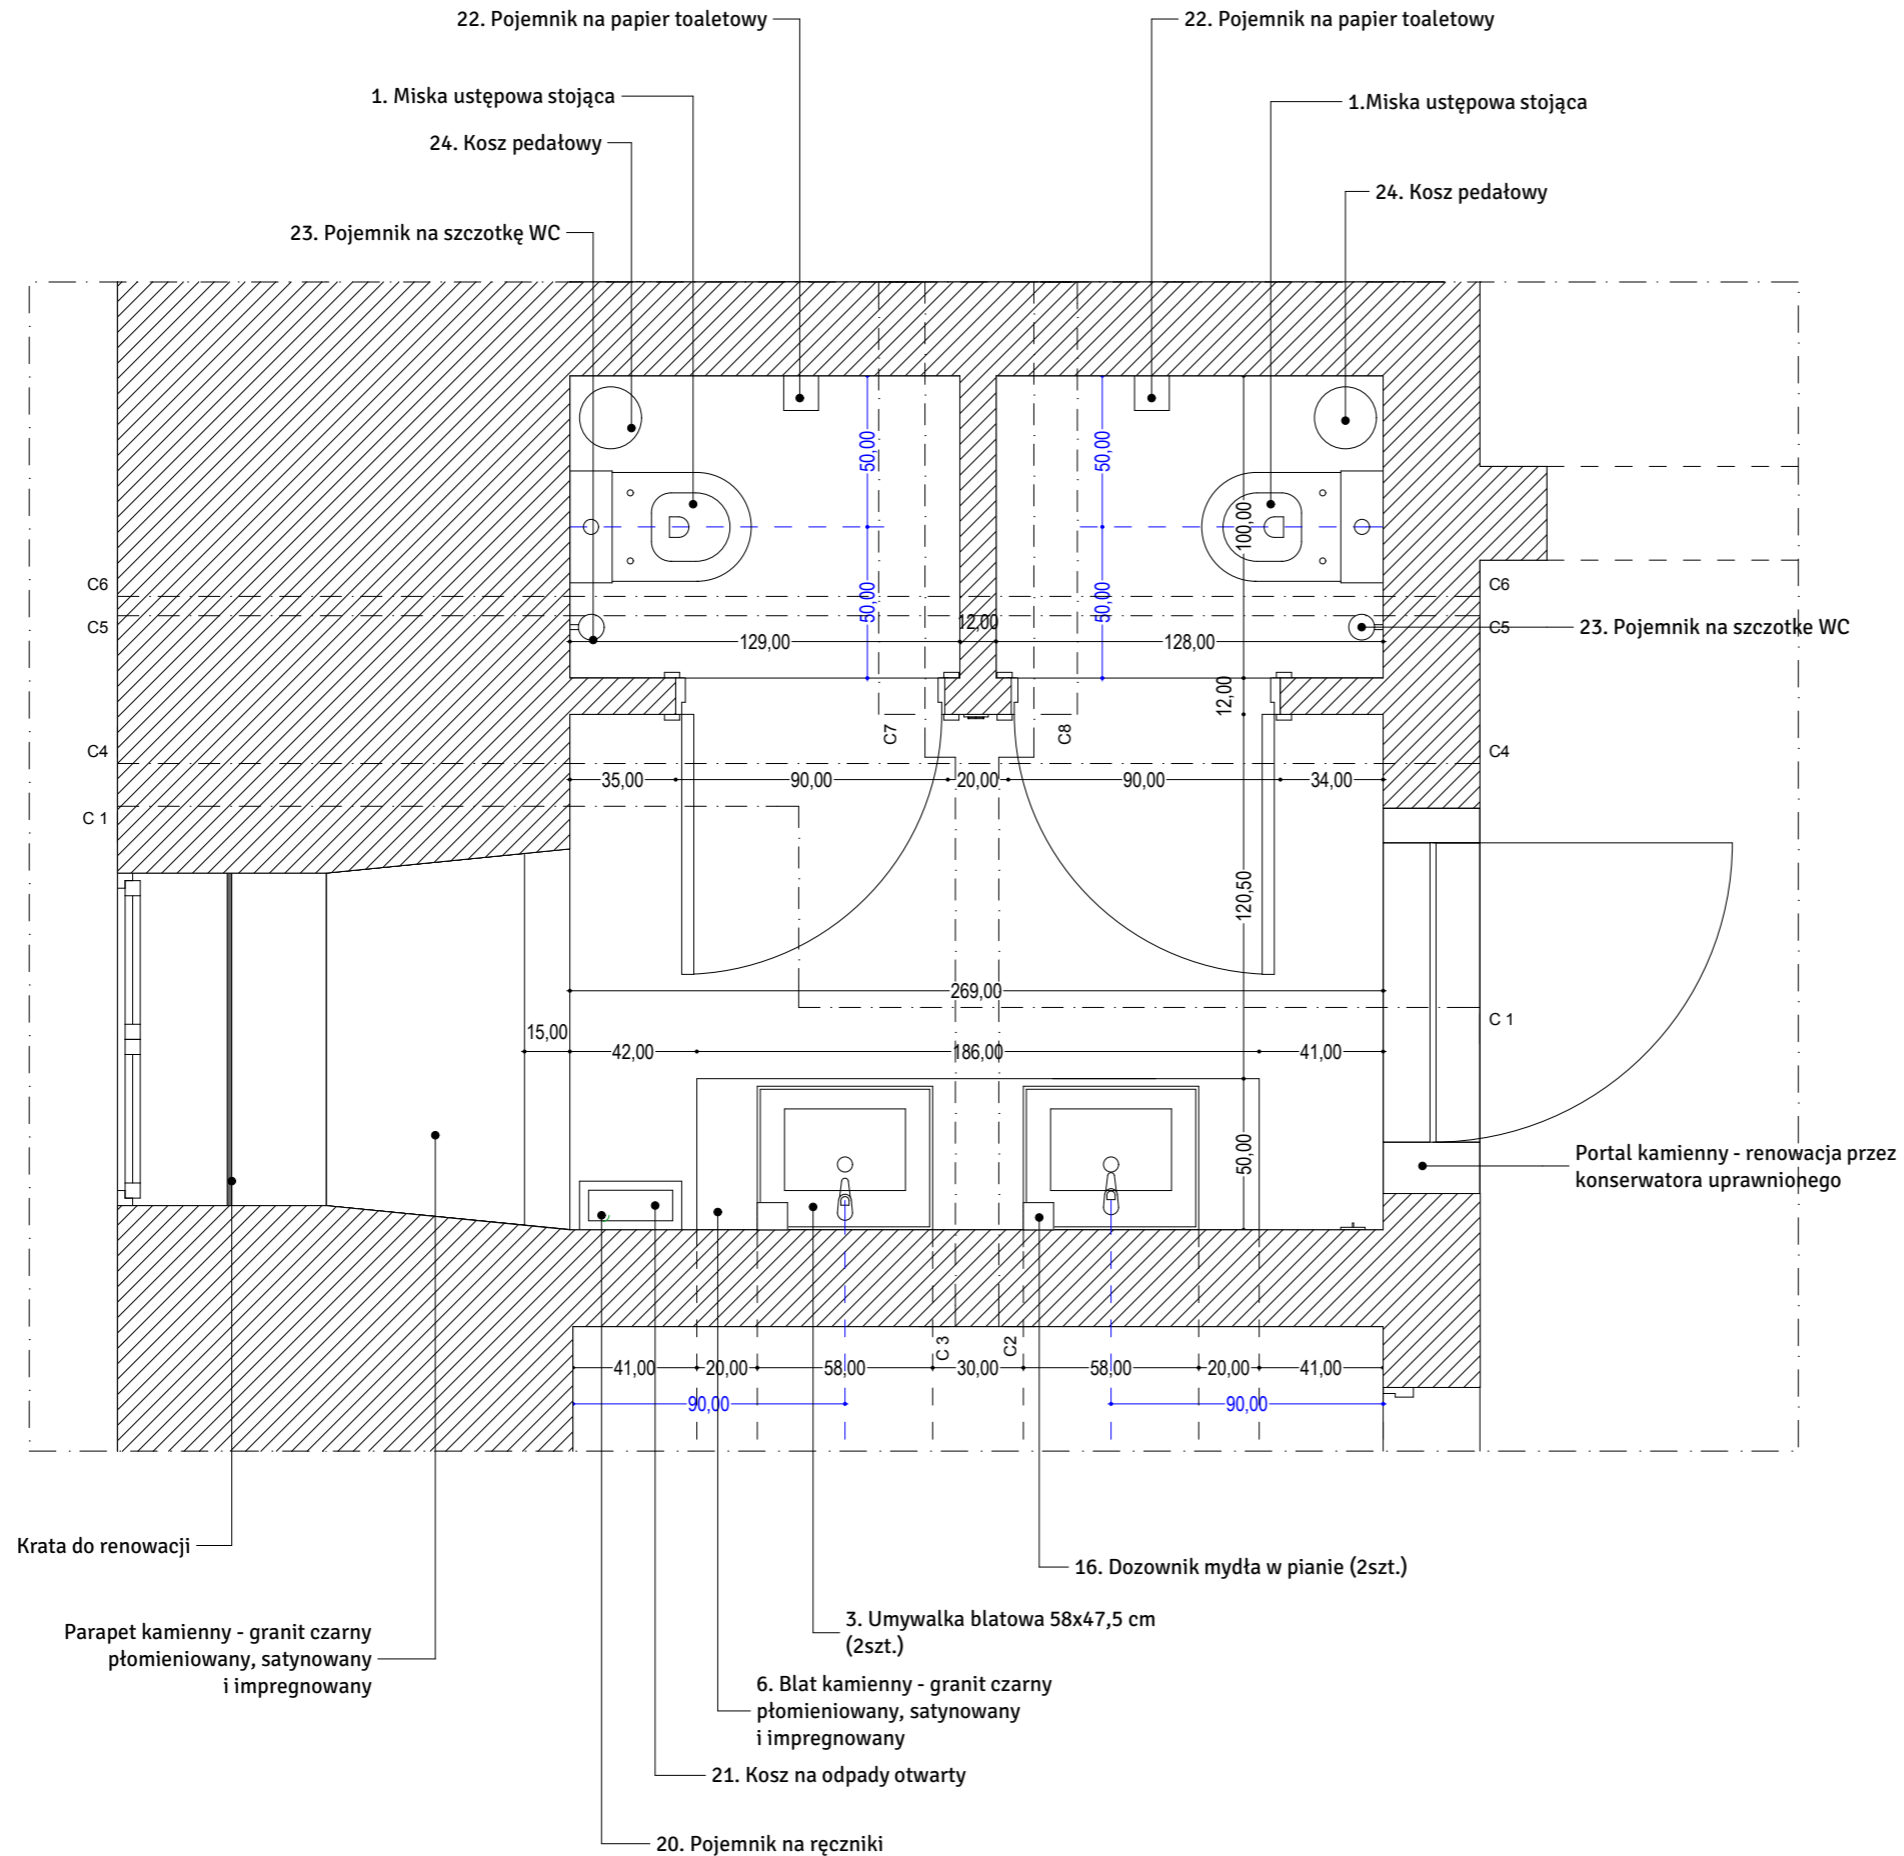 22. Pojemnik na papier toaletowy
22. Pojemnik na papier toaletowy
1. Miska ustępowa stojąca
1.Miska ustępowa stojąca
24. Kosz pedałowy
24. Kosz pedałowy
23. Pojemnik na szczotkę WC
50,00
50,00
100,00
C6
C6
50,00
50,00
C5
C5
23. Pojemnik na szczotke WC
12,00
129,00
128,00
12,00
C7
C8
C4
C4
35,00
90,00
20,00
90,00
34,00
C 1
120,50
269,00
C 1
15,00
42,00
186,00
41,00
50,00
Portal kamienny - renowacja przez
konserwatora uprawnionego
C 3
C2
41,00
20,00
58,00
30,00
58,00
20,00
41,00
90,00
90,00
Krata do renowacji
16. Dozownik mydła w pianie (2szt.)
3. Umywalka blatowa 58x47,5 cm
(2szt.)
Parapet kamienny - granit czarny
płomieniowany, satynowany
i impregnowany
6. Blat kamienny - granit czarny
płomieniowany, satynowany
i impregnowany
21. Kosz na odpady otwarty
20. Pojemnik na ręczniki